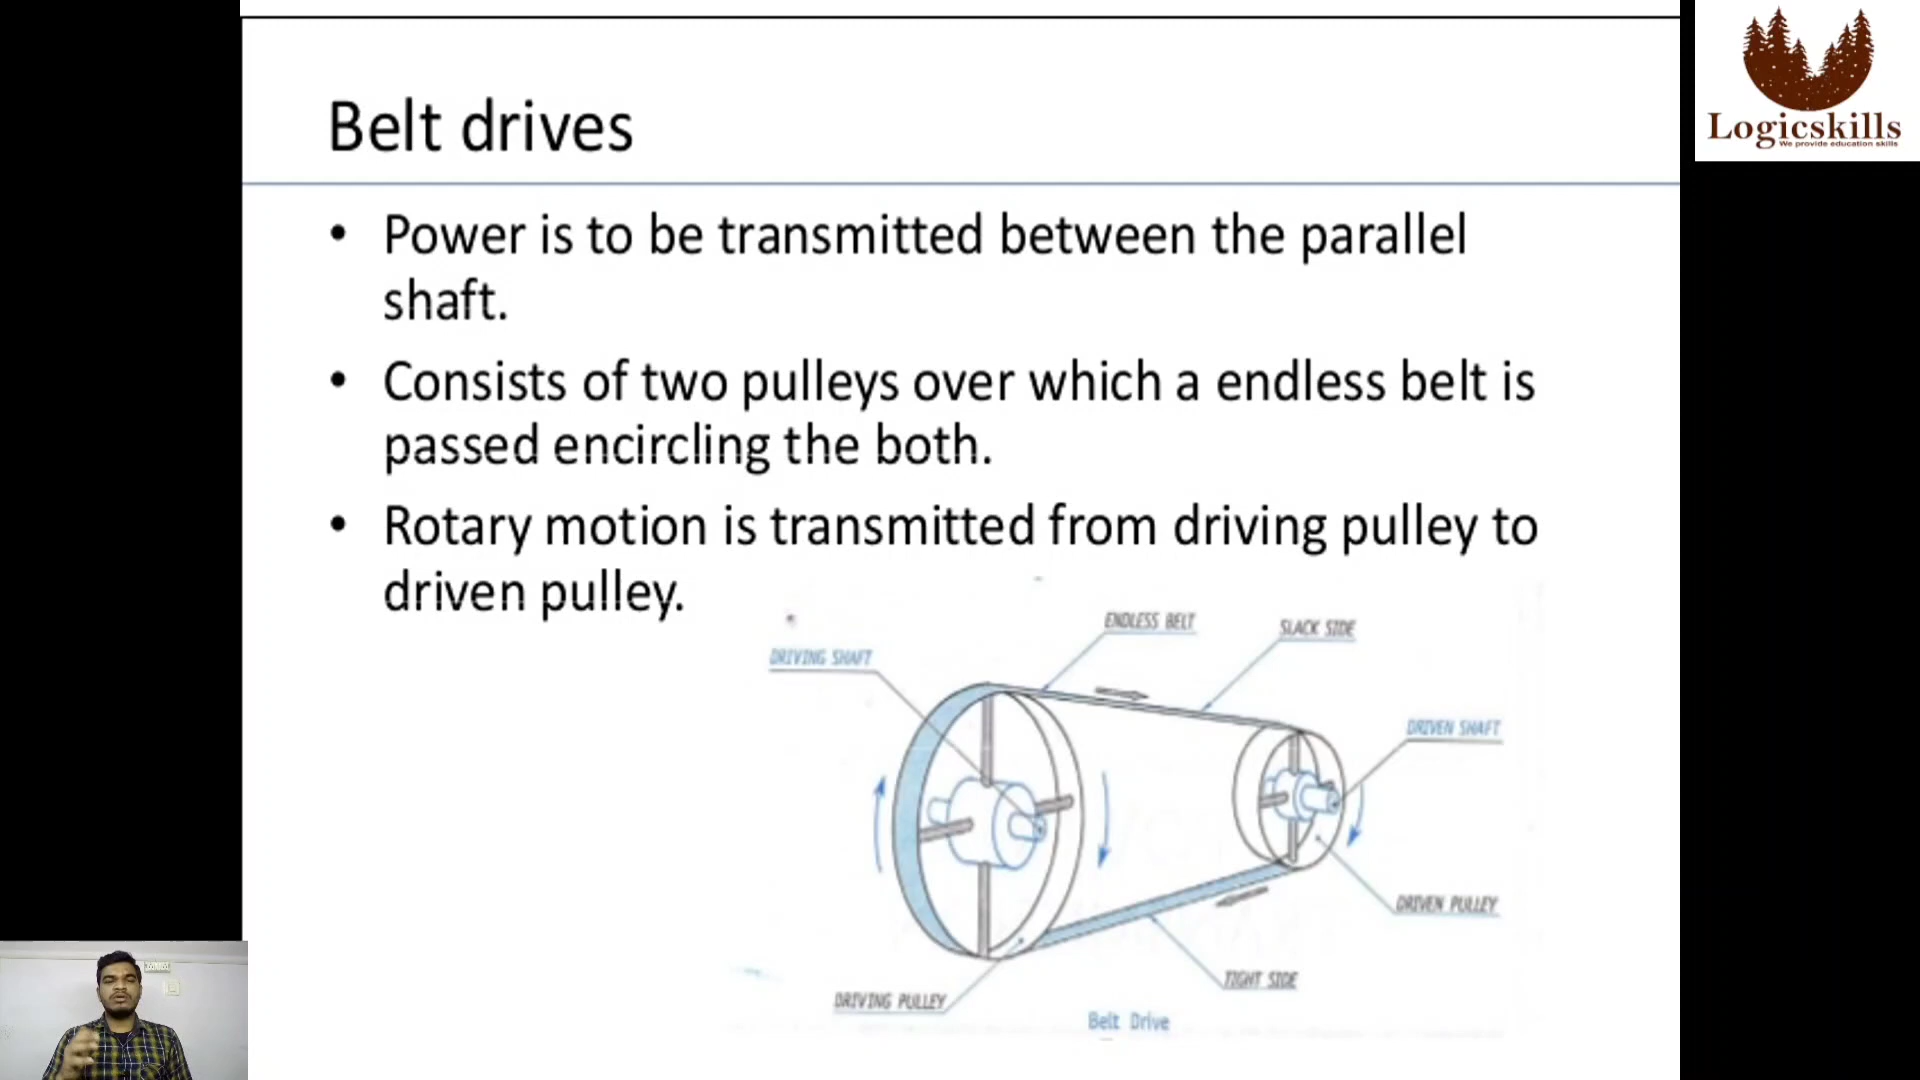 Logicskills
We provide education skills
Belt drives
• Power is to be transmitted between the parallel
shaft.
• Consists of two pulleys over which a endless belt is
passed encircling the both.
• Rotary motion is transmitted from driving pulley to
driven pulley.
ENDLESS BELT
SLACK SIDE
DRIVING SHAFT
DRIVEN SHAFT
DRIVEN PULLEY
TIGHT SIDE
DRIVING PULLEY
Belt Drive